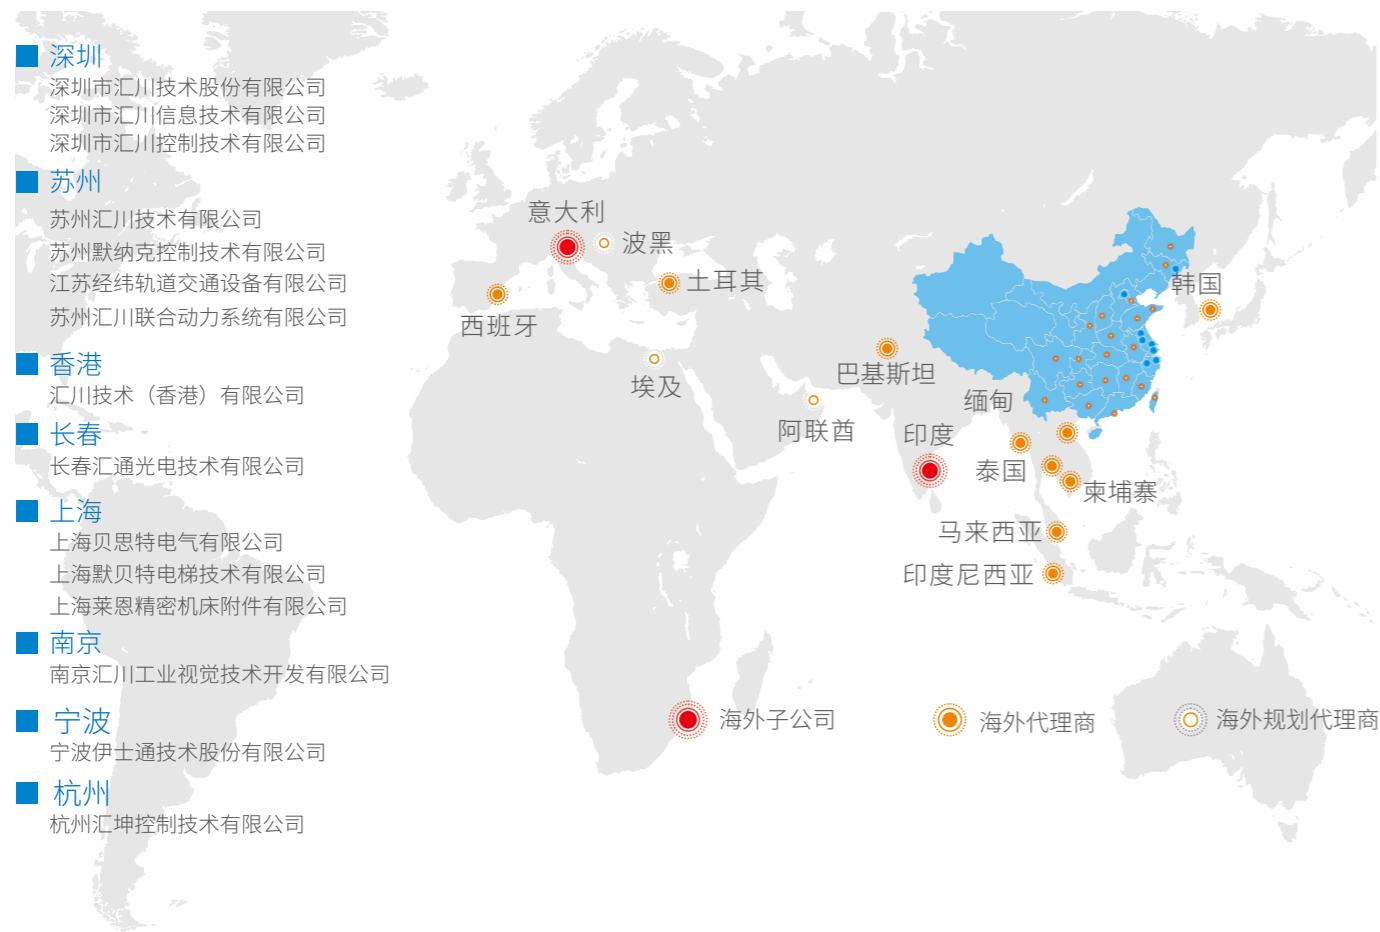 深圳
深圳市汇川技术股份有限公司
深圳市汇川信息技术有限公司
深圳市汇川控制技术有限公司
苏州
苏州汇川技术有限公司
苏州默纳克控制技术有限公司
江苏经纬轨道交通设备有限公司
苏州汇川联合动力系统有限公司
香港
汇川技术（香港）有限公司
长春
长春汇通光电技术有限公司
上海
上海贝思特电气有限公司
上海默贝特电梯技术有限公司
上海莱恩精密机床附件有限公司
南京
南京汇川工业视觉技术开发有限公司
宁波
宁波伊士通技术股份有限公司
杭州
杭州汇坤控制技术有限公司
意大利
波黑
土耳其
西班牙
埃及
巴基斯坦
阿联酋
韩国
缅甸
印度
泰国
柬埔寨
马来西亚
印度尼西亚
海外子公司
海外代理商
海外规划代理商